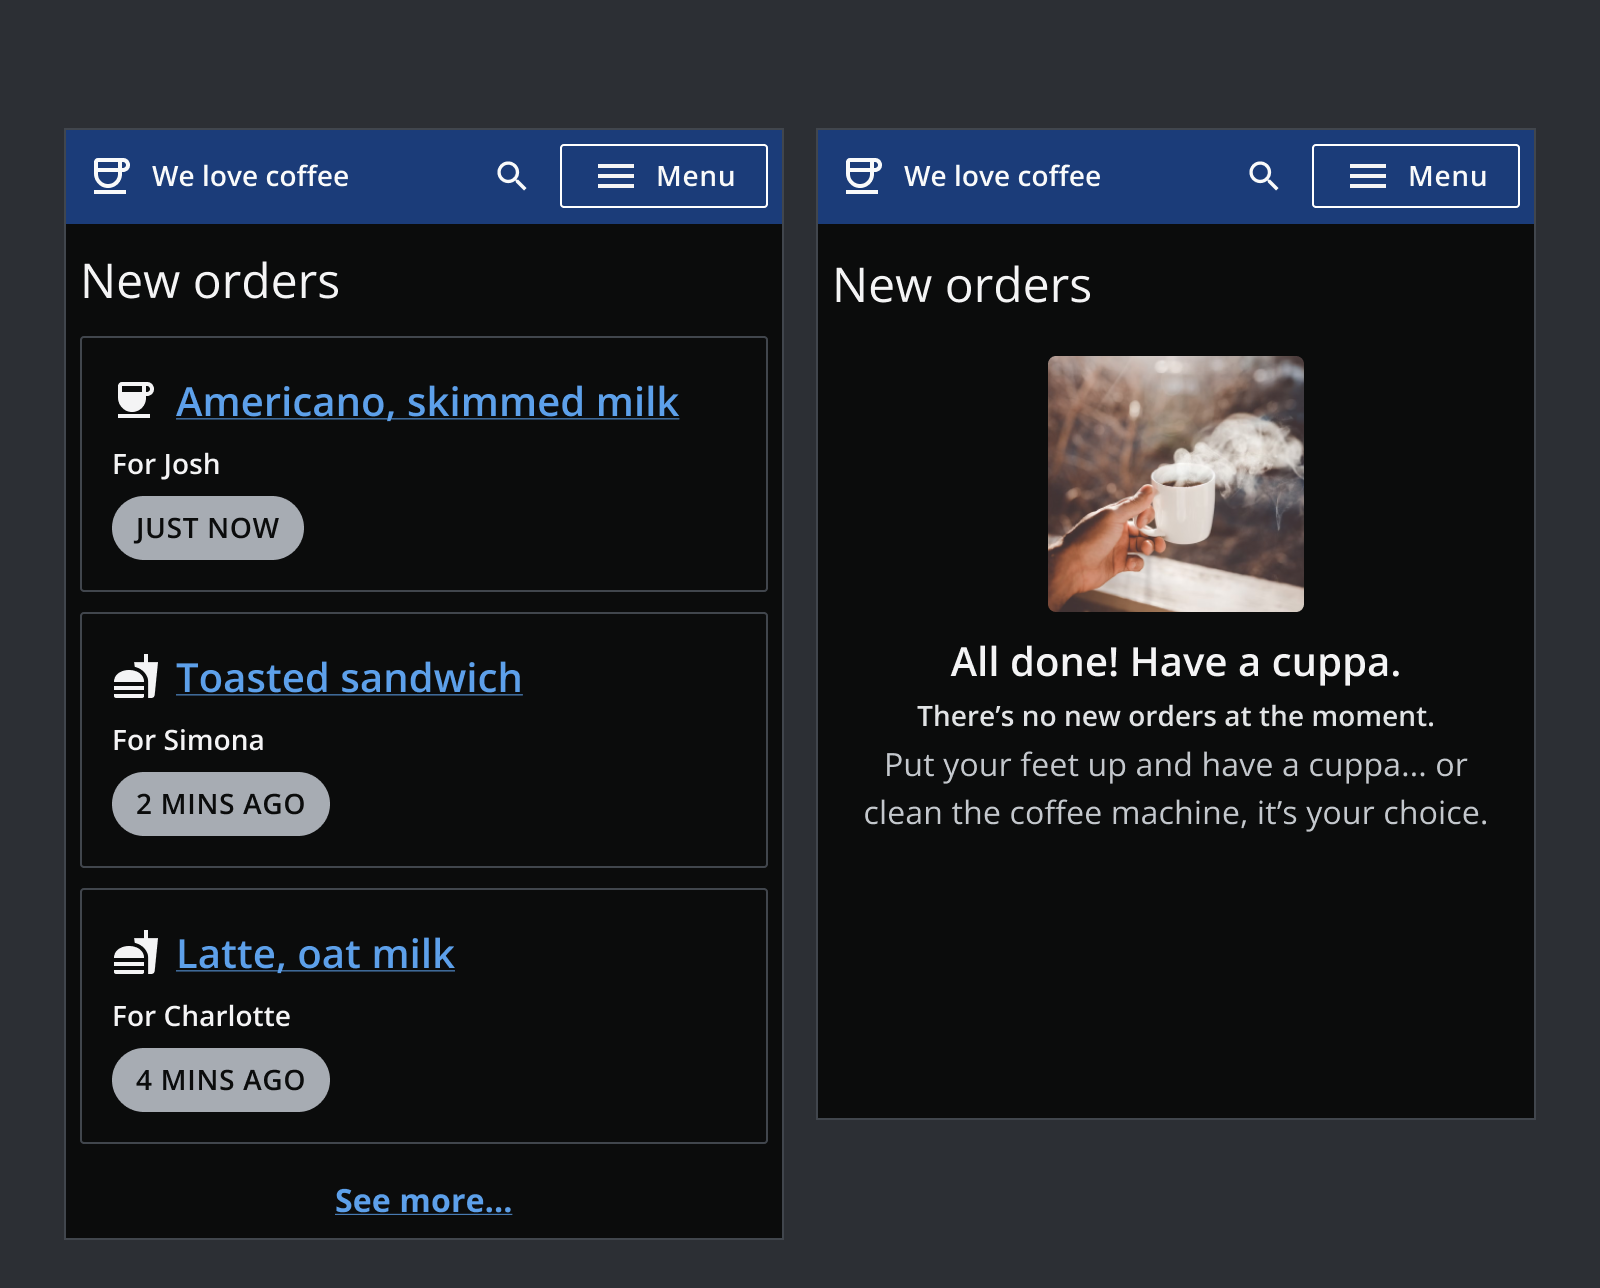 We love coffee
Menu
New orders
Americano, skimmed milk
For Josh
JUST NOW
Toasted sandwich
For Simona
2 MINS AGO
Latte, oat milk
For Charlotte
4 MINS AGO
See more...
We love coffee
Menu
New orders
All done! Have a cuppa.
There’s no new orders at the moment.
Put your feet up and have a cuppa... or
clean the coffee machine, it’s your choice.